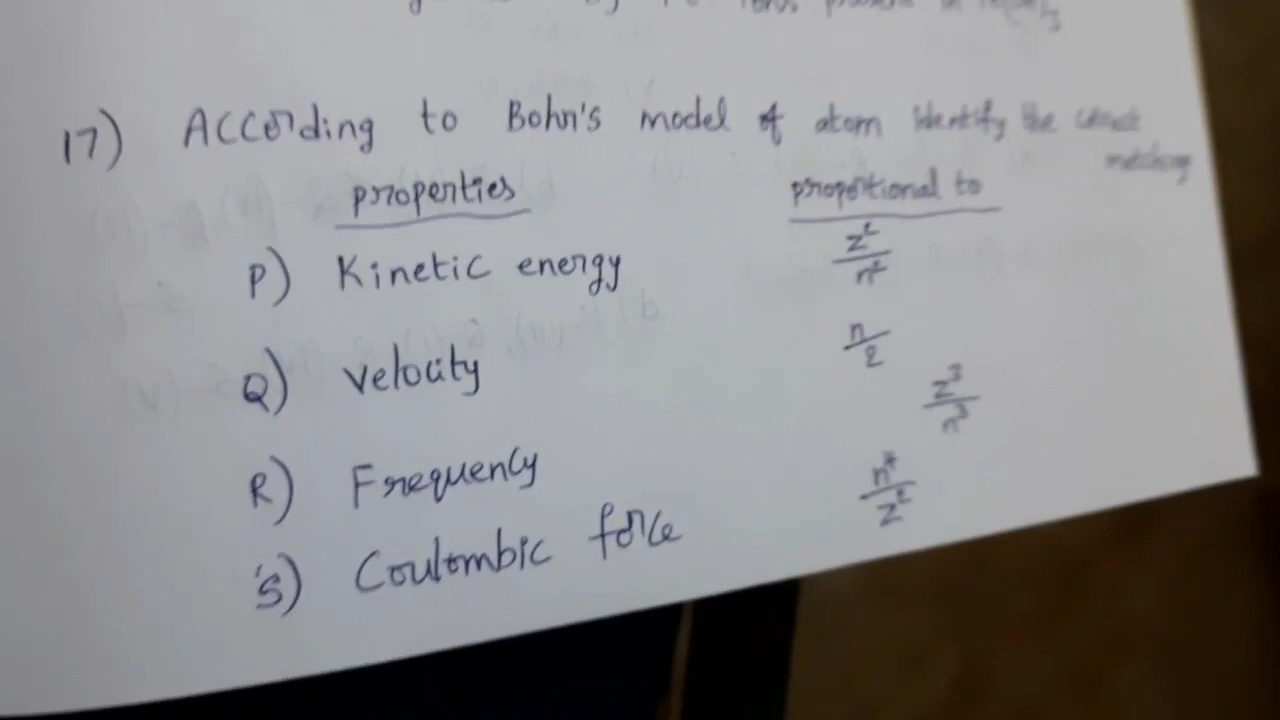 17) According to Bohr's model of atom identify the correct
matching
properties proportional to
P) Kinetic energy z²/n²
Q) velocity n/2
z³/n³
R) Frequency
n⁴/z²
S) Coulombic force